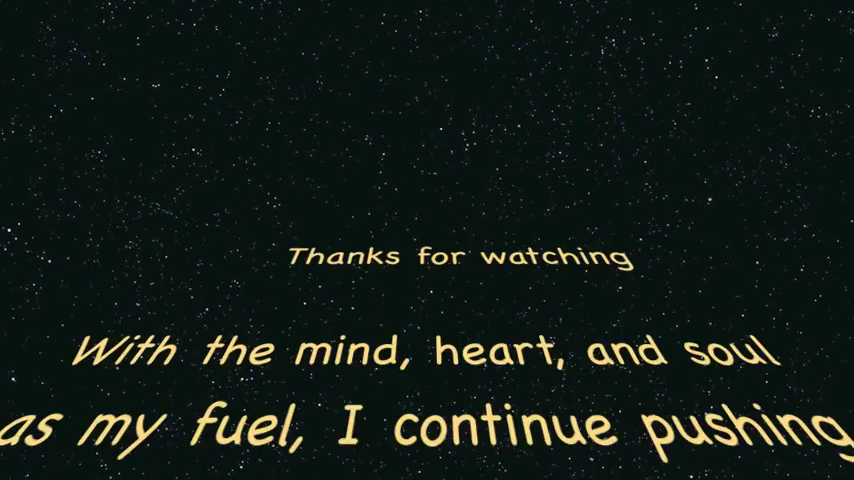 Thanks for watching
With the mind, heart, and soul
as my fuel, I continue pushing